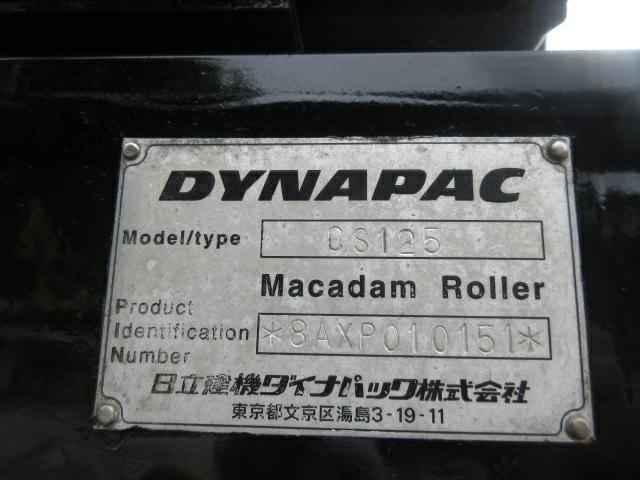 DYNAPAC
Model/type CS125
Macadam Roller
Product
Identification *8AXP010151*
Number
日立建機ダイナパック株式会社
東京都文京区湯島3-19-11